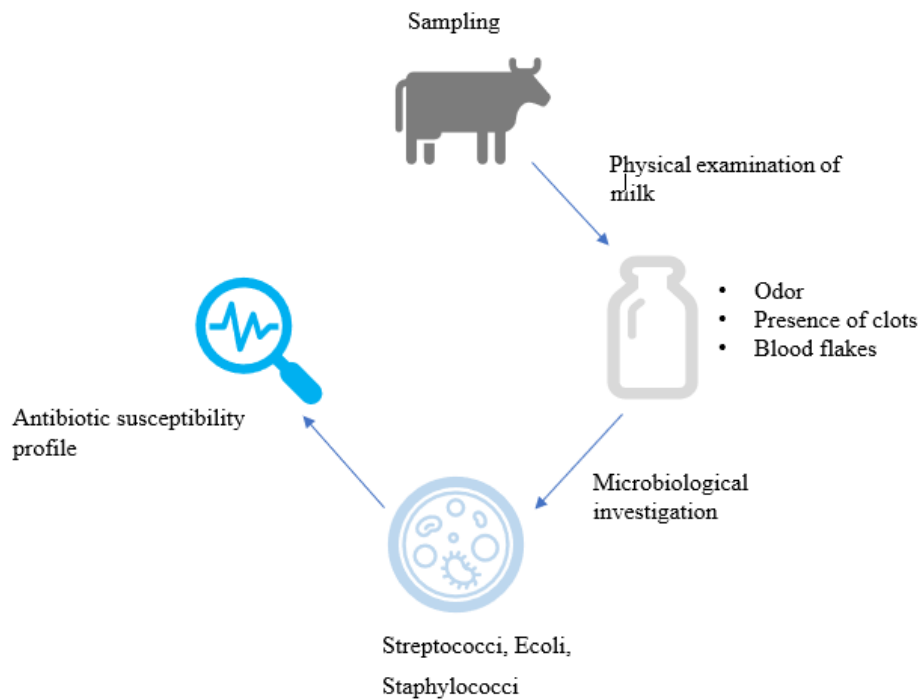 Sampling
Physical examination of
milk
• Odor
• Presence of clots
• Blood flakes
Microbiological
investigation
Streptococci, Ecoli,
Staphylococci
Antibiotic susceptibility
profile